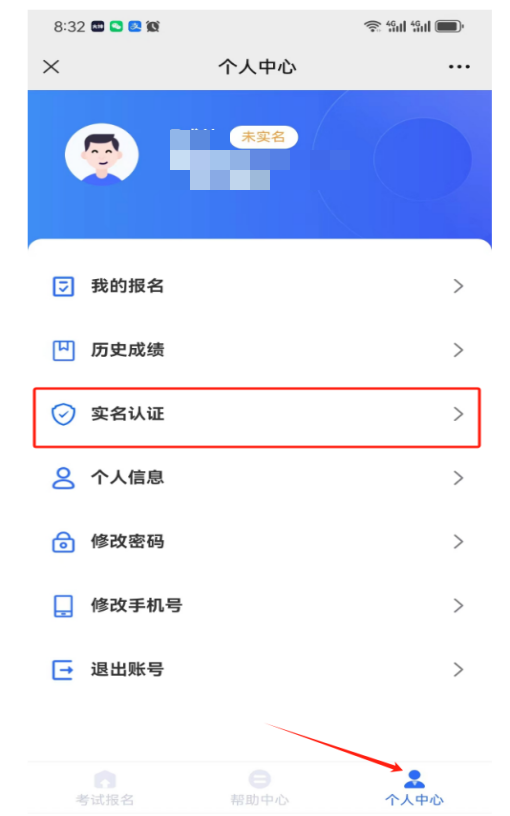 8:32
4G 4G
个人中心
未实名
我的报名
历史成绩
实名认证
个人信息
修改密码
修改手机号
退出账号
考试报名 帮助中心 个人中心